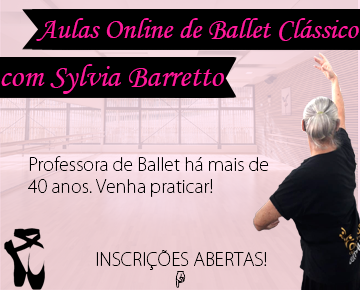 Aulas Online de Ballet Clássico
com Sylvia Barretto
Professora de Ballet há mais de
40 anos. Venha praticar!
INSCRIÇÕES ABERTAS!